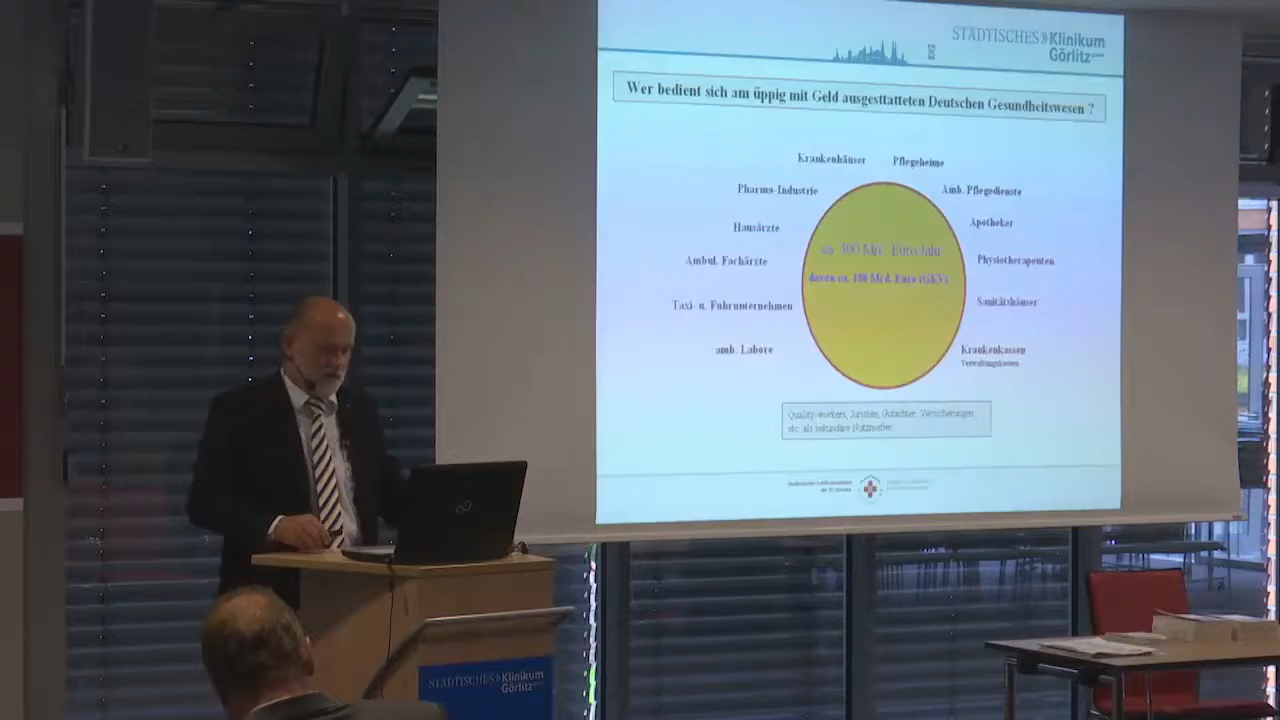 STÄDTISCHES»Klinikum
Görlitz
Wer bedient sich am üppig mit Geld ausgesttatteten Deutschen Gesundheitswesen ?
Krankenhäuser
Pflegeheime
Pharma-Industrie
Amb. Pflegedienste
Hausärzte
Apotheker
ca. 300 Mrd. Euro/Jahr
Ambul. Fachärzte
Physiotherapeuten
davon ca. 180 Mrd. Euro (GKV)
Taxi- u. Fuhrunternehmen
Sanitätshäuser
amb. Labore
Krankenkassen
Verwaltungskosten
Quality-workers, Juristen, Gutachter, Versicherungen
etc. als sekundäre Nutznießer
STÄDTISCHES»Klinikum
Görlitz